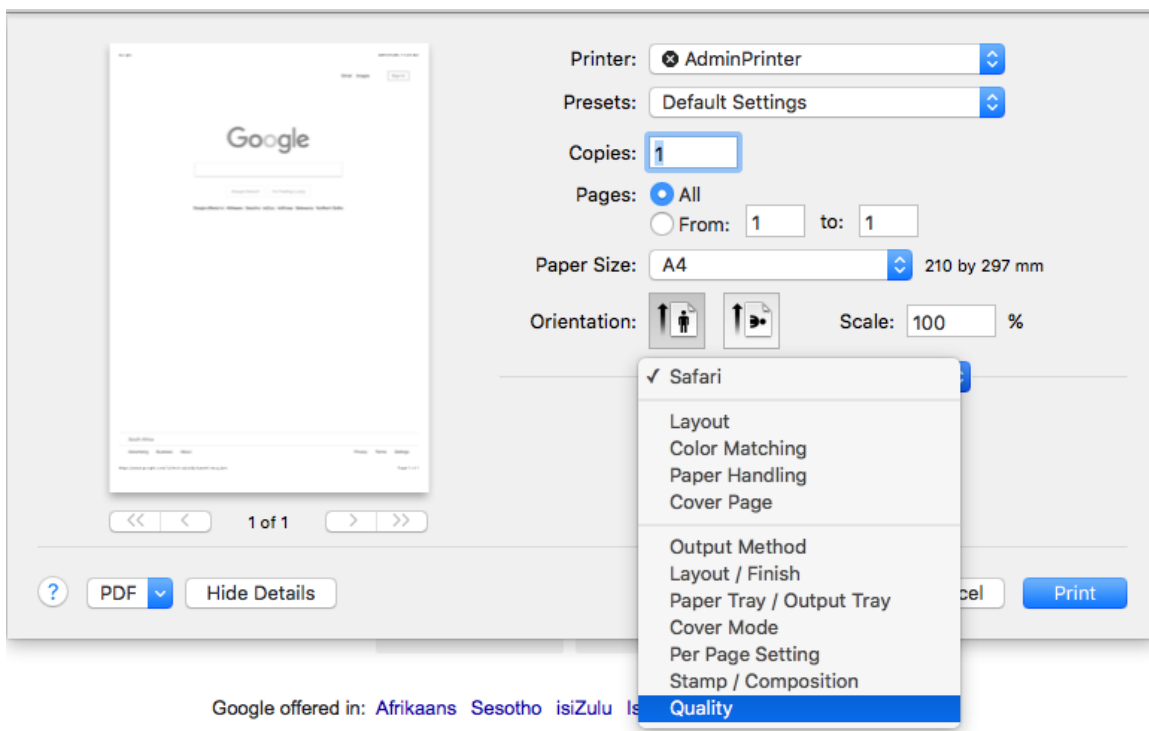 Printer: AdminPrinter
Presets: Default Settings
Copies: 1
Pages: All
From: 1 to: 1
Paper Size: A4 210 by 297 mm
Orientation: Scale: 100 %
Google
✓ Safari
Layout
Color Matching
Paper Handling
Cover Page
Output Method
Layout / Finish
Paper Tray / Output Tray
Cover Mode
Per Page Setting
Stamp / Composition
Quality
<< < 1 of 1 > >>
? PDF Hide Details Print
Google offered in: Afrikaans Sesotho isiZulu